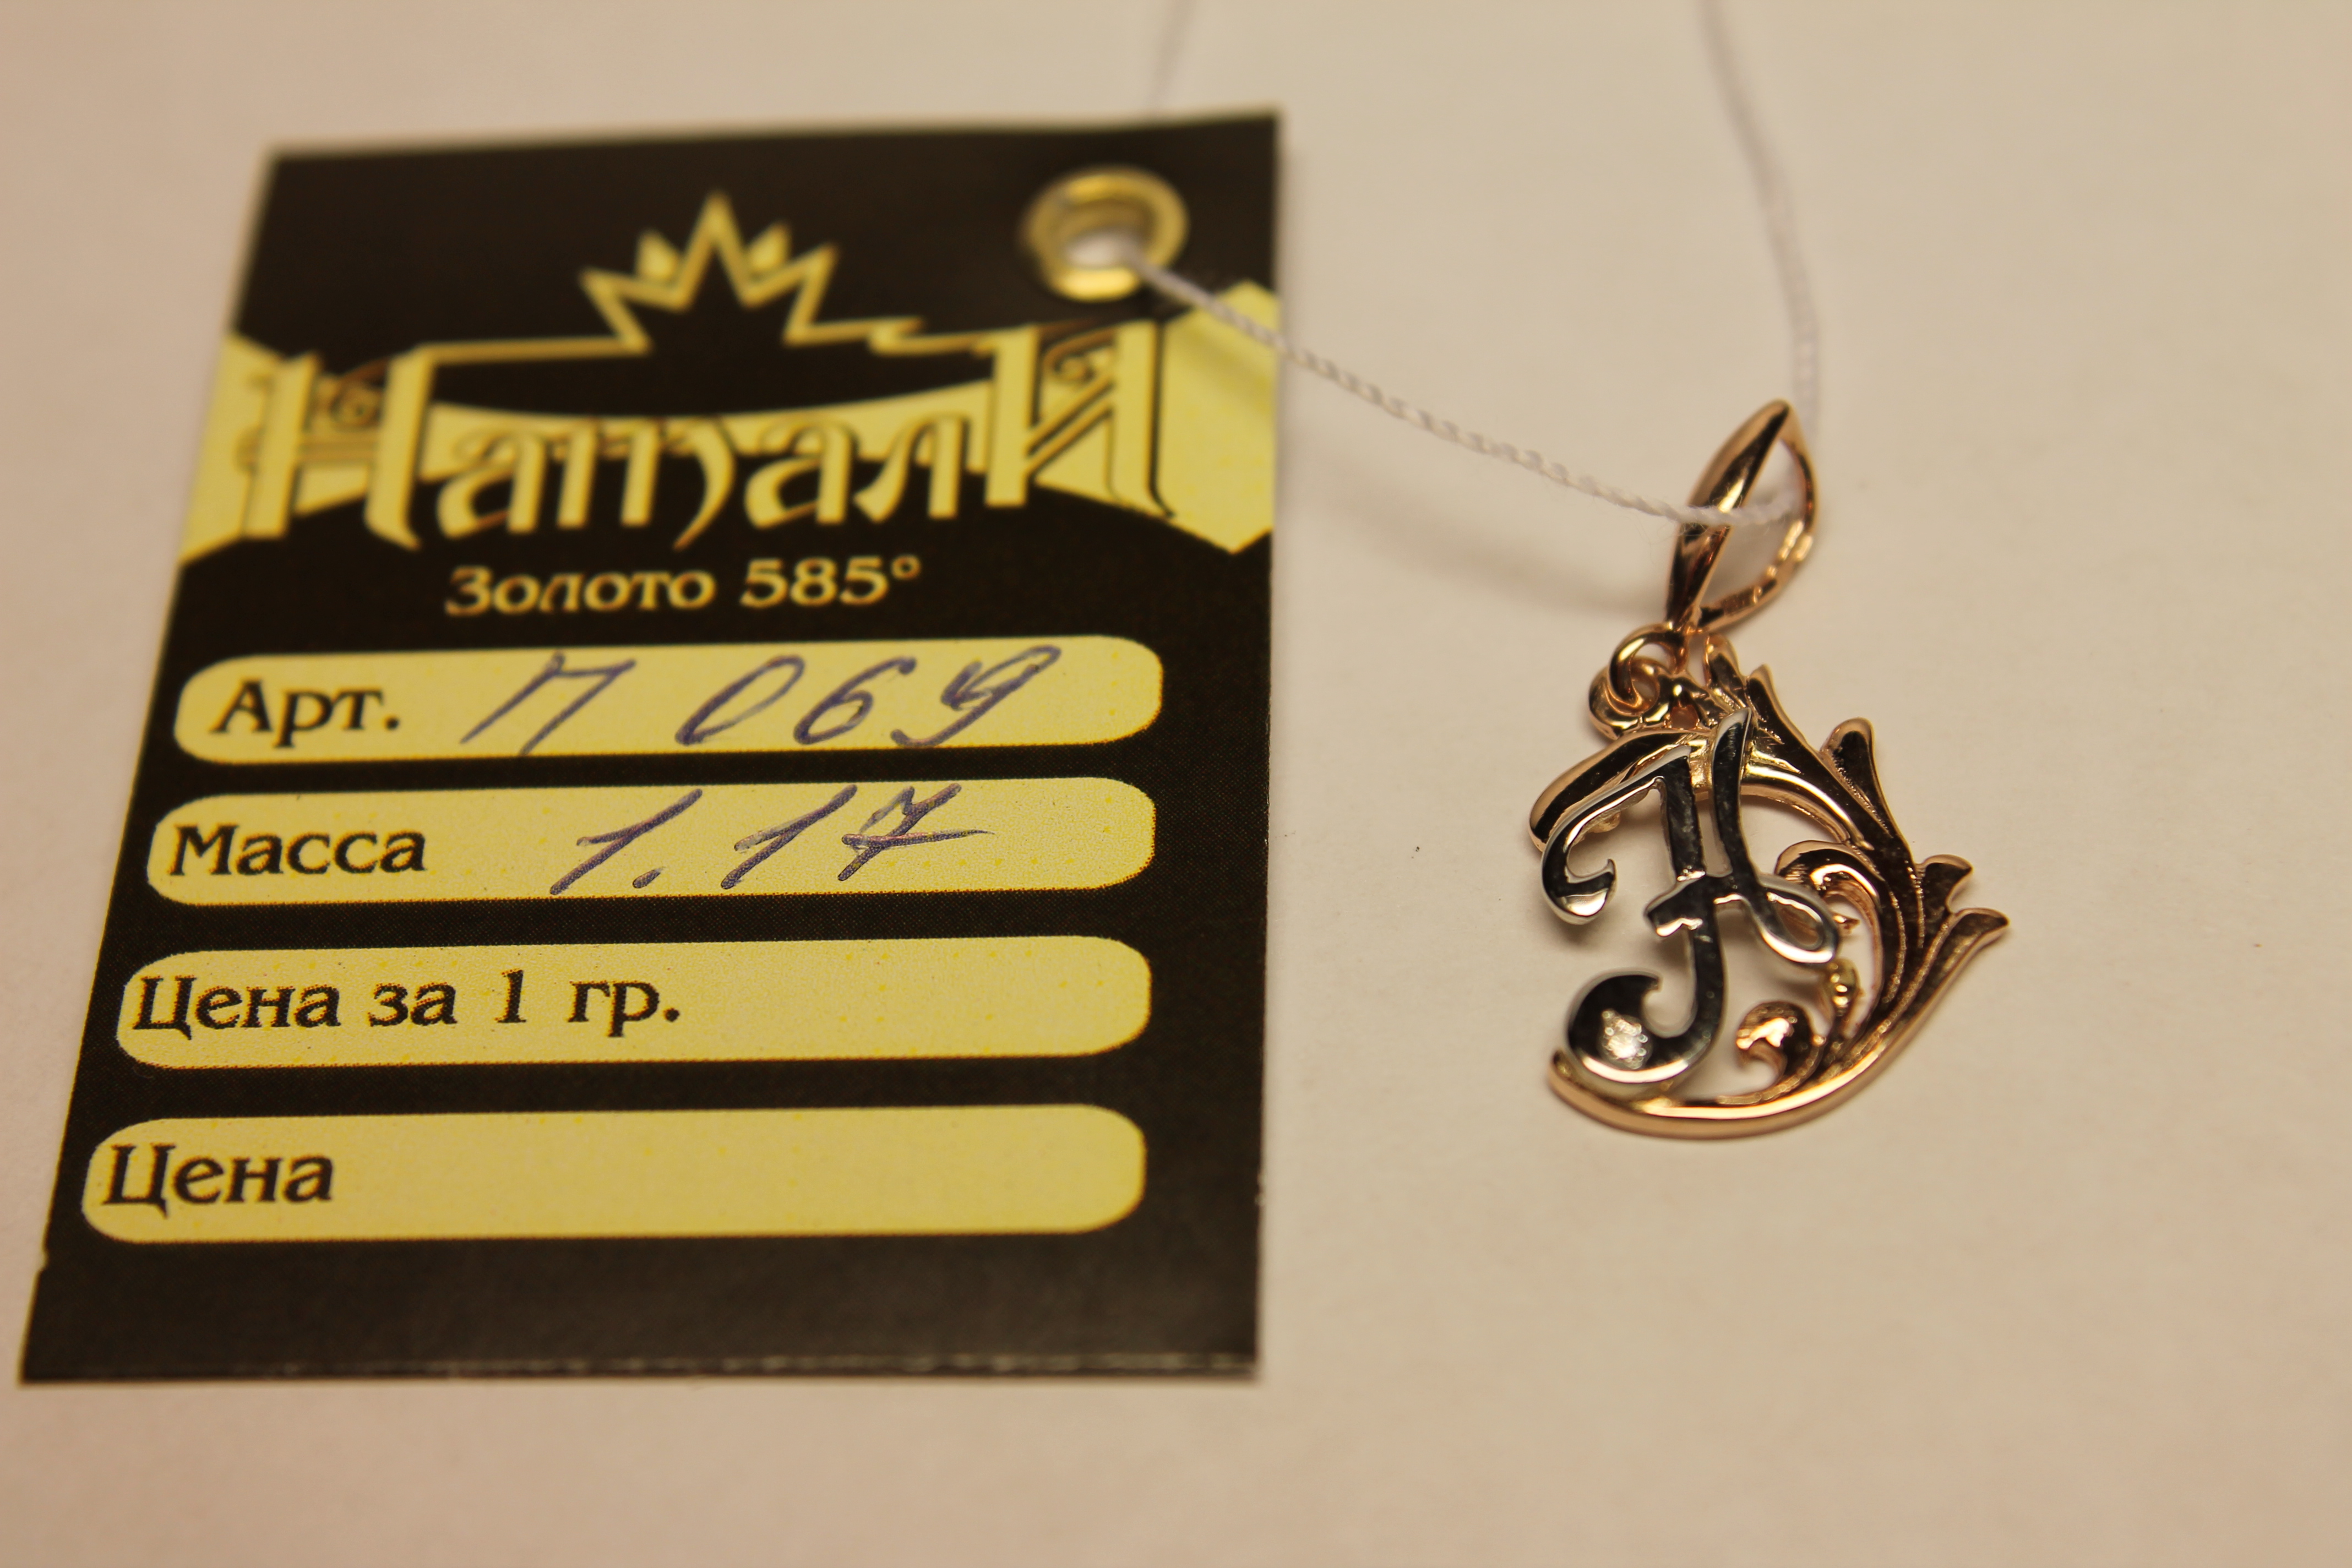 Натали
Золото 585°
Арт. П 069
Масса 1.17
Цена за 1 гр.
Цена